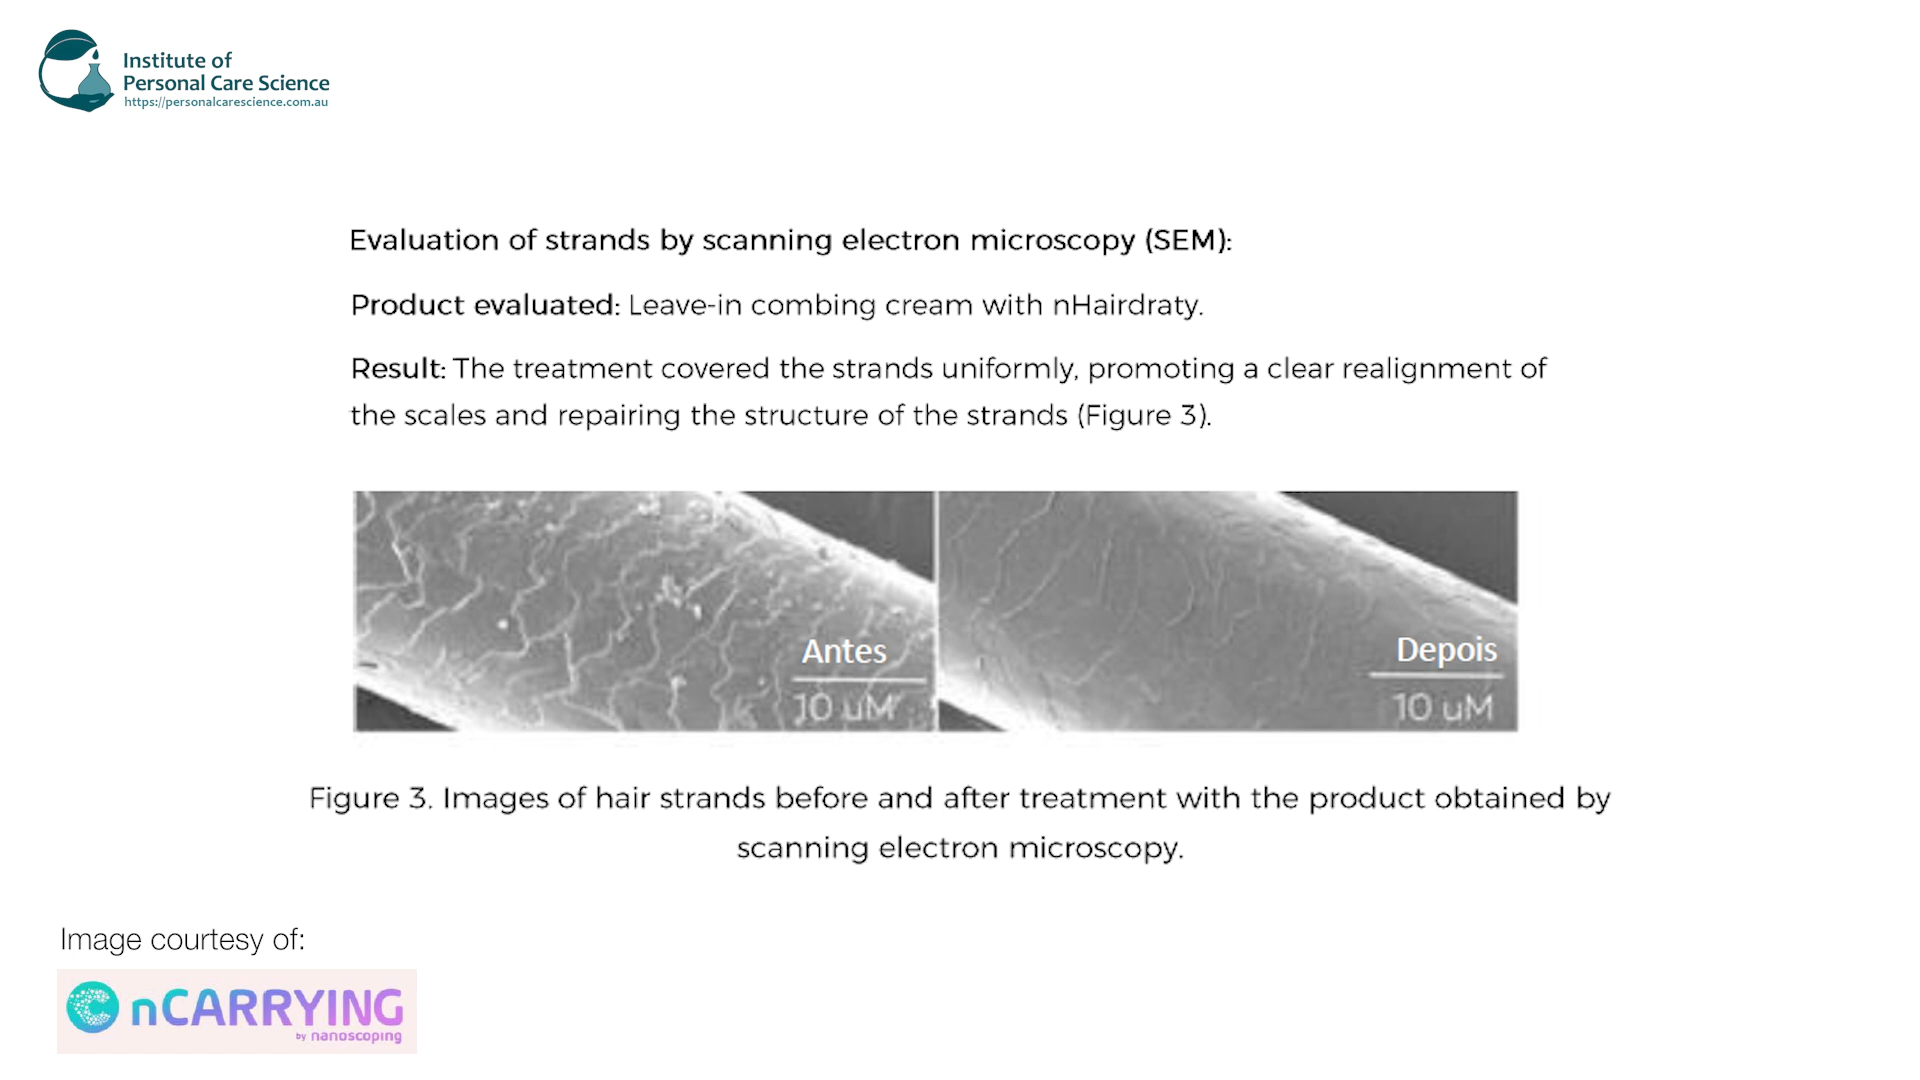 Institute of
Personal Care Science
https://personalcarescience.com.au
Evaluation of strands by scanning electron microscopy (SEM):
Product evaluated: Leave-in combing cream with nHairdraty.
Result: The treatment covered the strands uniformly, promoting a clear realignment of
the scales and repairing the structure of the strands (Figure 3).
Antes
10 uM
Depois
10 uM
Figure 3. Images of hair strands before and after treatment with the product obtained by
scanning electron microscopy.
Image courtesy of:
nCARRYING
by nanoscoping